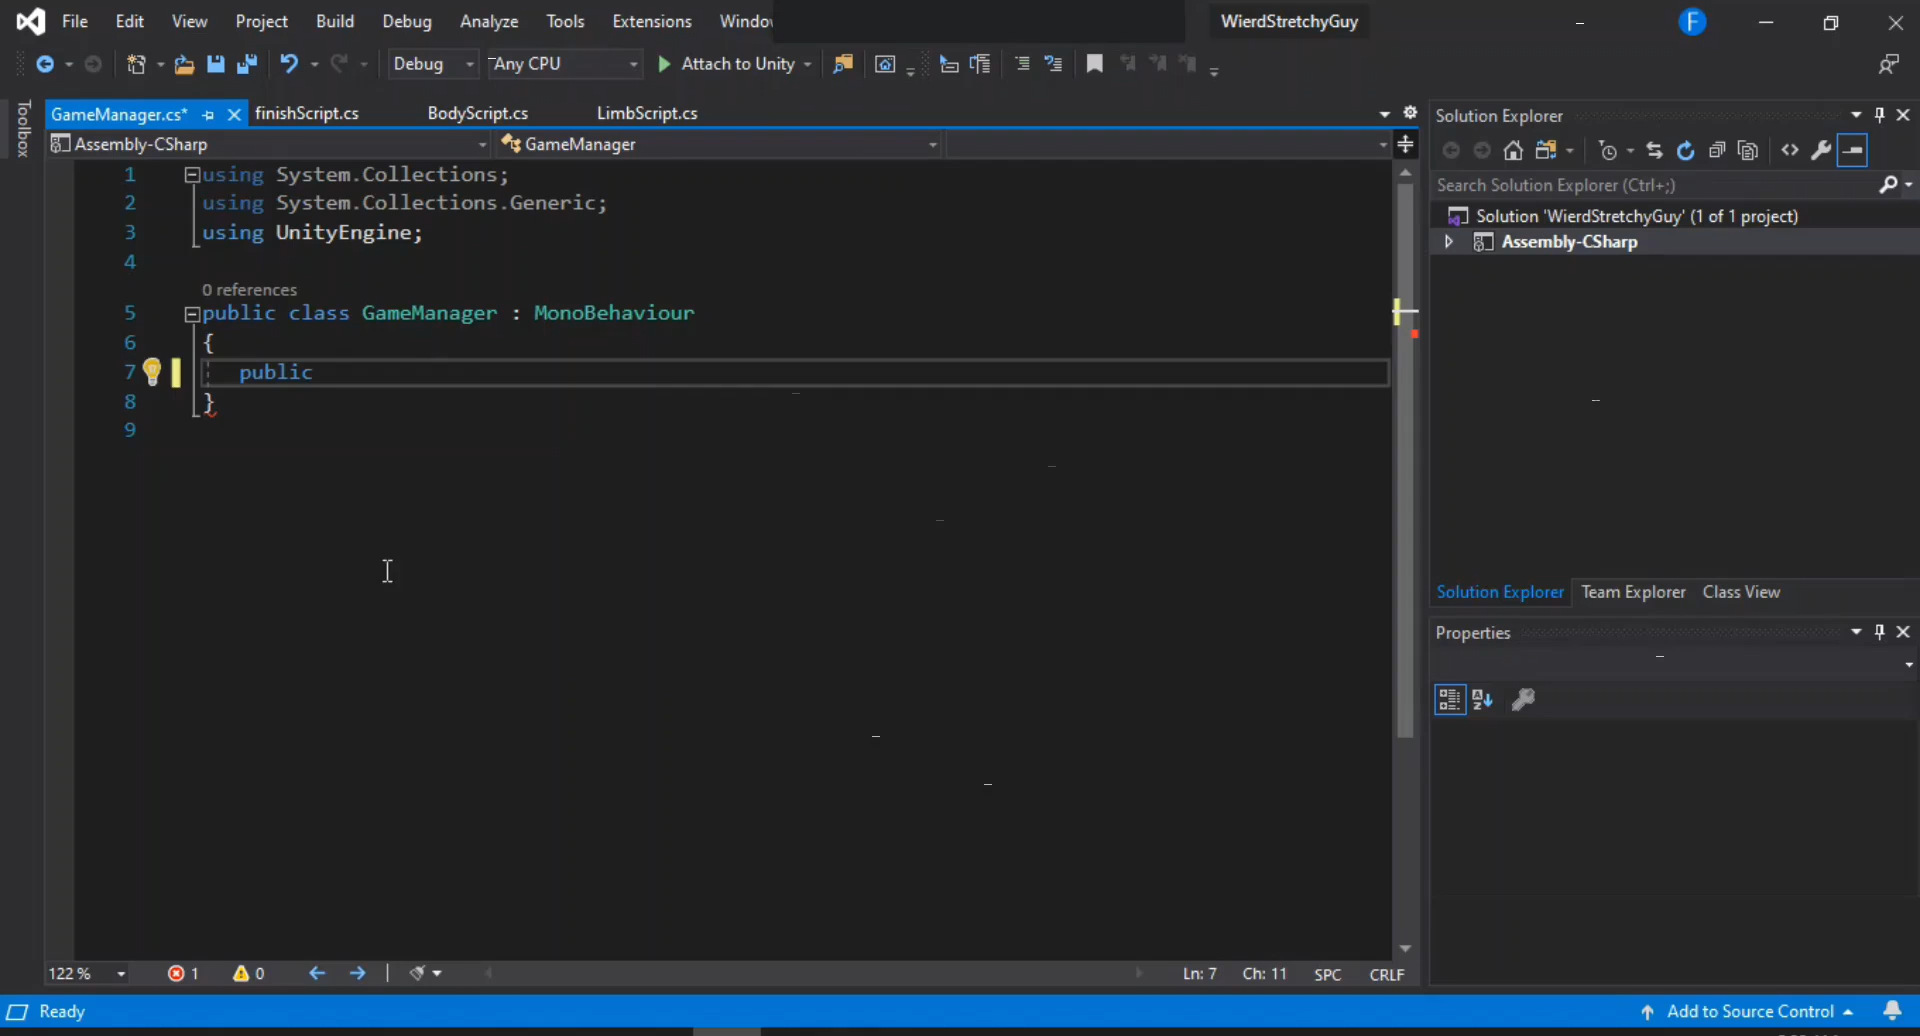 File Edit View Project Build Debug Analyze Tools Extensions Window WierdStretchyGuy F
Debug Any CPU Attach to Unity
Toolbox
GameManager.cs* finishScript.cs BodyScript.cs LimbScript.cs
Assembly-CSharp GameManager
1 using System.Collections;
2 using System.Collections.Generic;
3 using UnityEngine;
4
0 references
5 public class GameManager : MonoBehaviour
6 {
7 public
8 }
9
122 % 1 0 Ln: 7 Ch: 11 SPC CRLF
Solution Explorer
Search Solution Explorer (Ctrl+;)
Solution 'WierdStretchyGuy' (1 of 1 project)
Assembly-CSharp
Solution Explorer Team Explorer Class View
Properties
Ready Add to Source Control